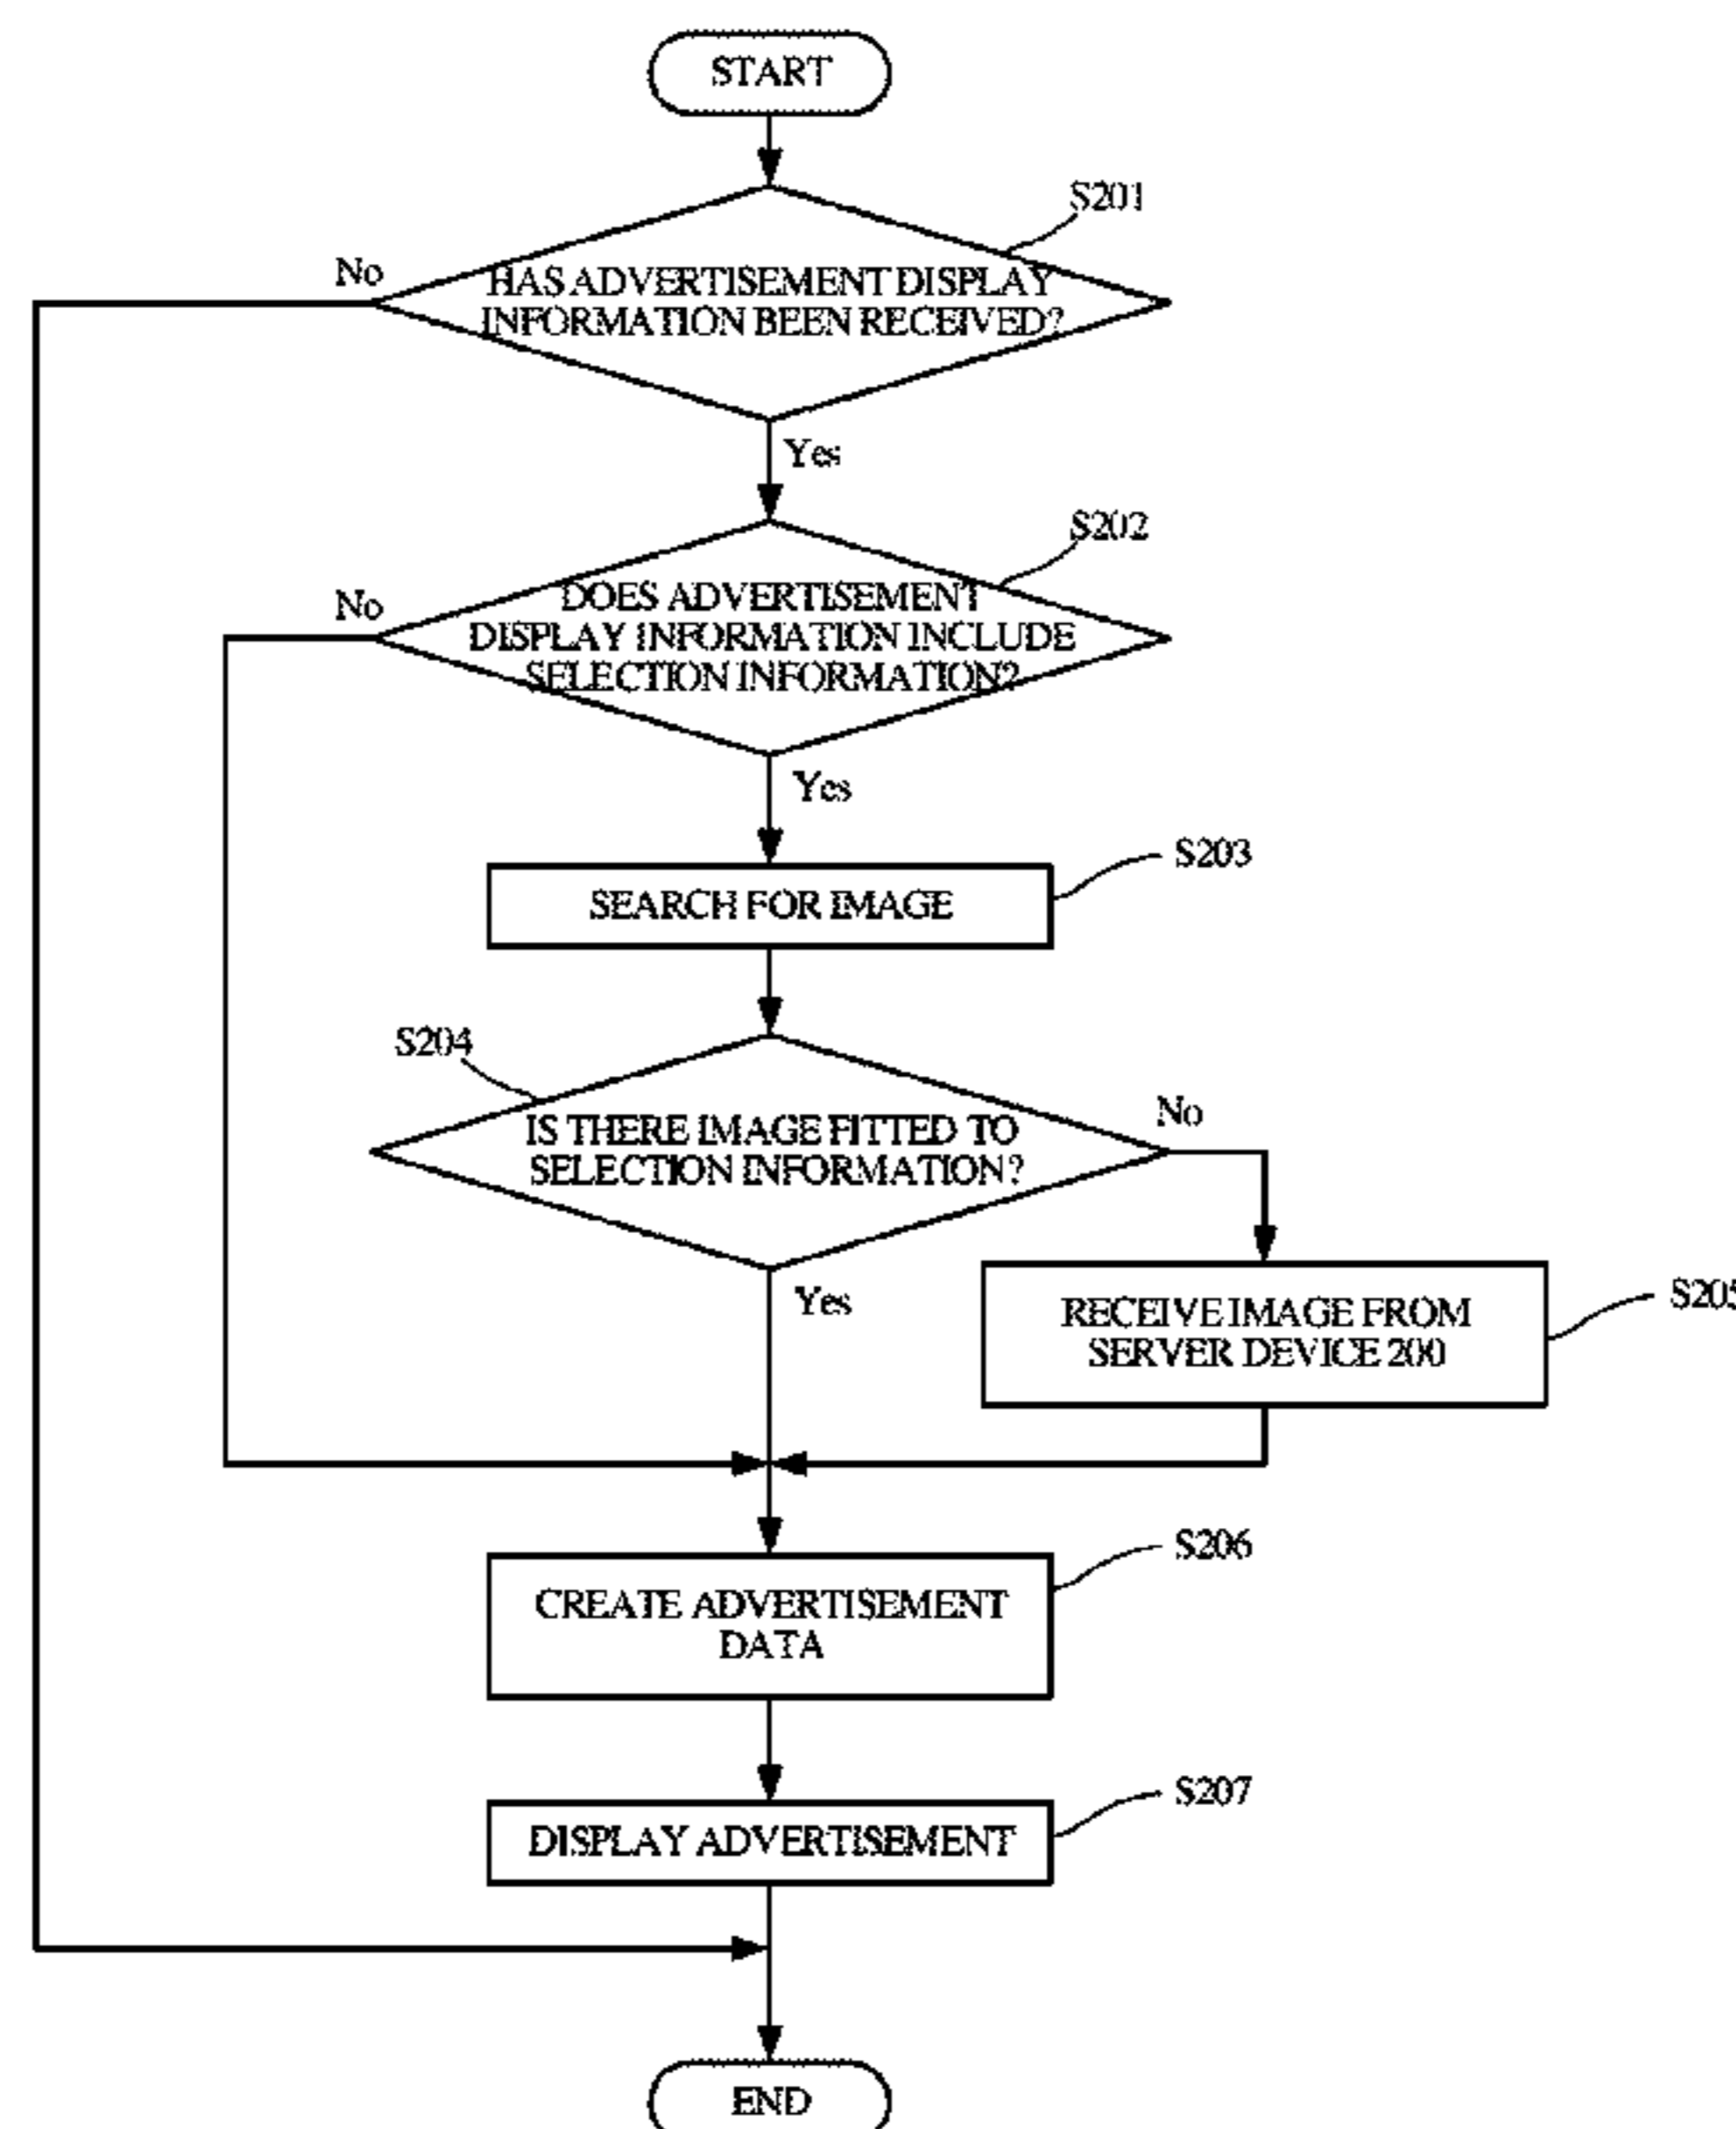 START
S201
No
HAS ADVERTISEMENT DISPLAY
INFORMATION BEEN RECEIVED?
Yes
S202
No
DOES ADVERTISEMENT
DISPLAY INFORMATION INCLUDE
SELECTION INFORMATION?
Yes
S203
SEARCH FOR IMAGE
S204
IS THERE IMAGE FITTED TO
SELECTION INFORMATION?
No
Yes
S205
RECEIVE IMAGE FROM
SERVER DEVICE 200
S206
CREATE ADVERTISEMENT
DATA
S207
DISPLAY ADVERTISEMENT
END